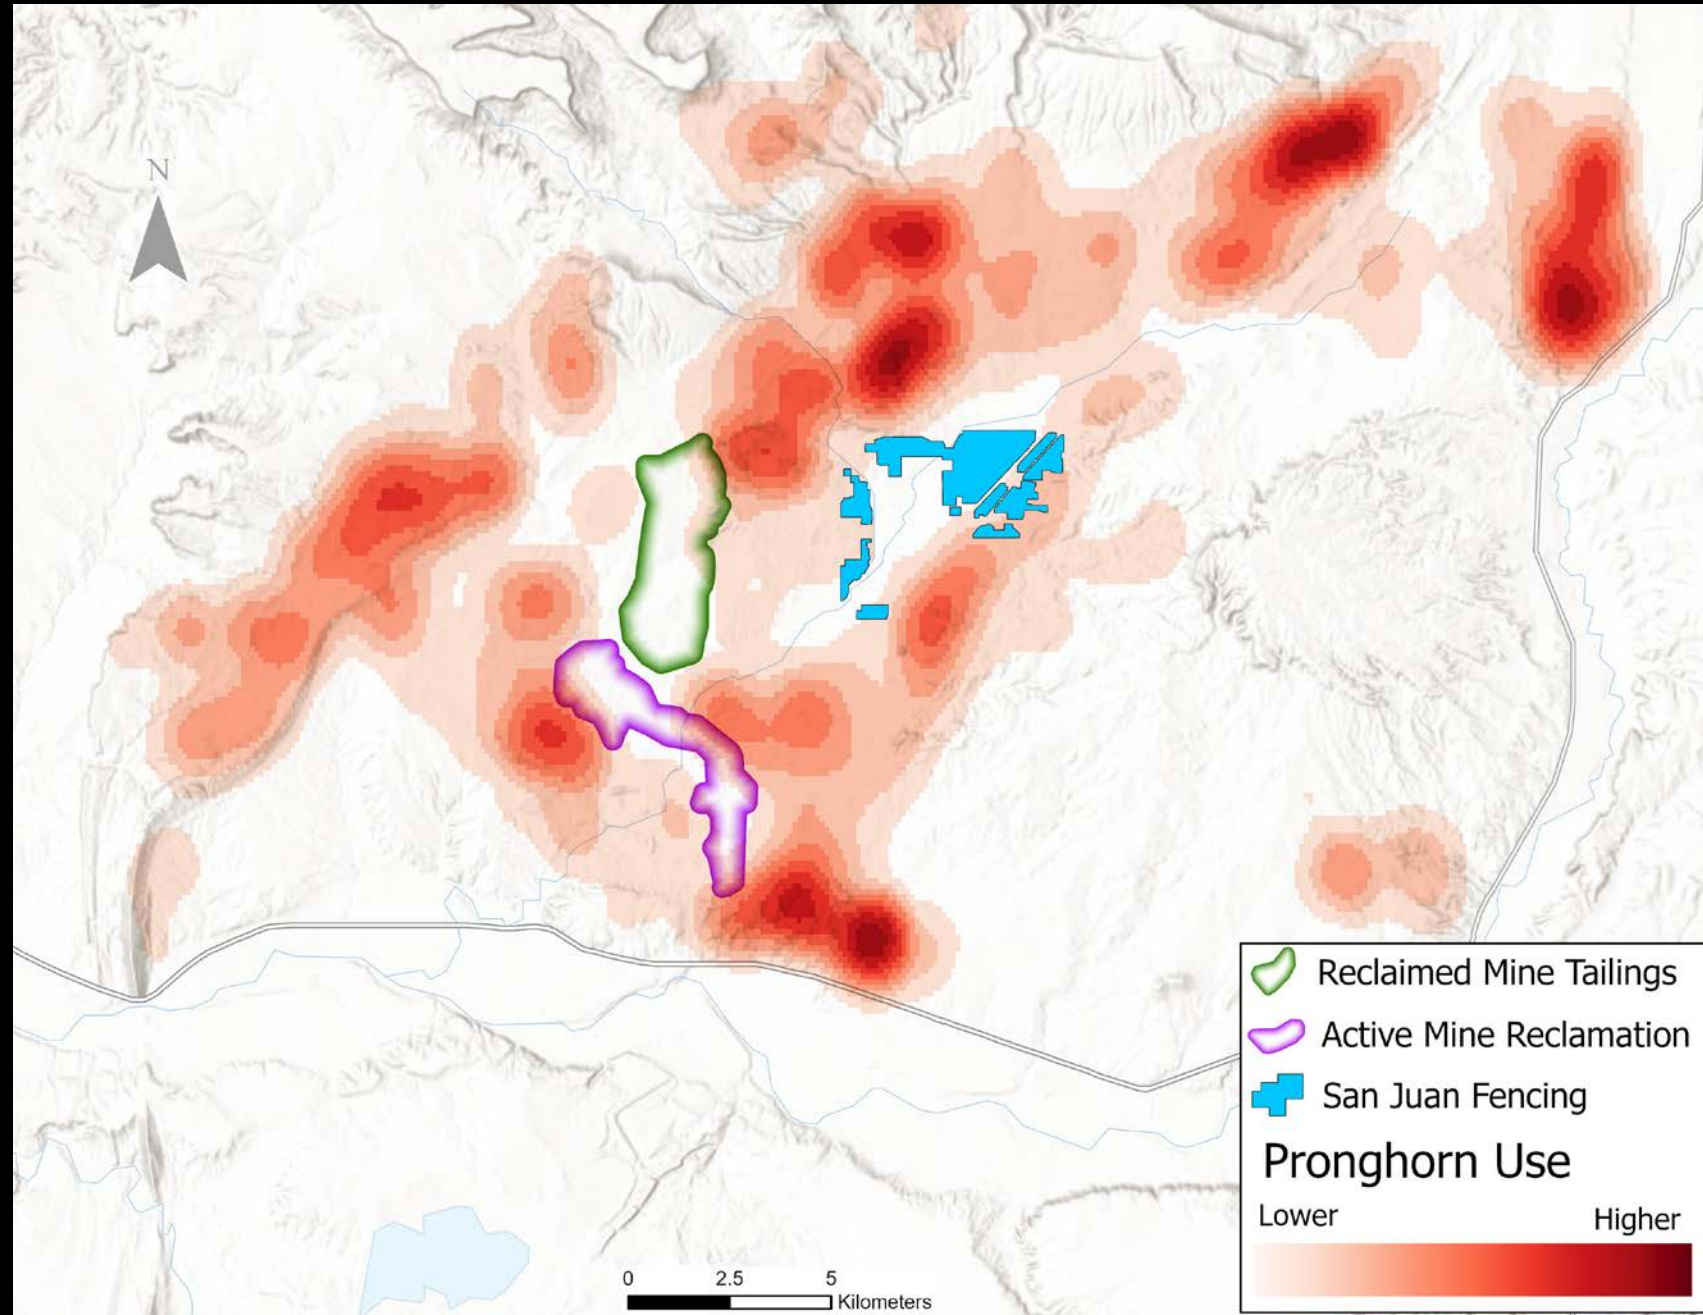 N
Reclaimed Mine Tailings
Active Mine Reclamation
San Juan Fencing
Pronghorn Use
Lower Higher
0 2.5 5
Kilometers